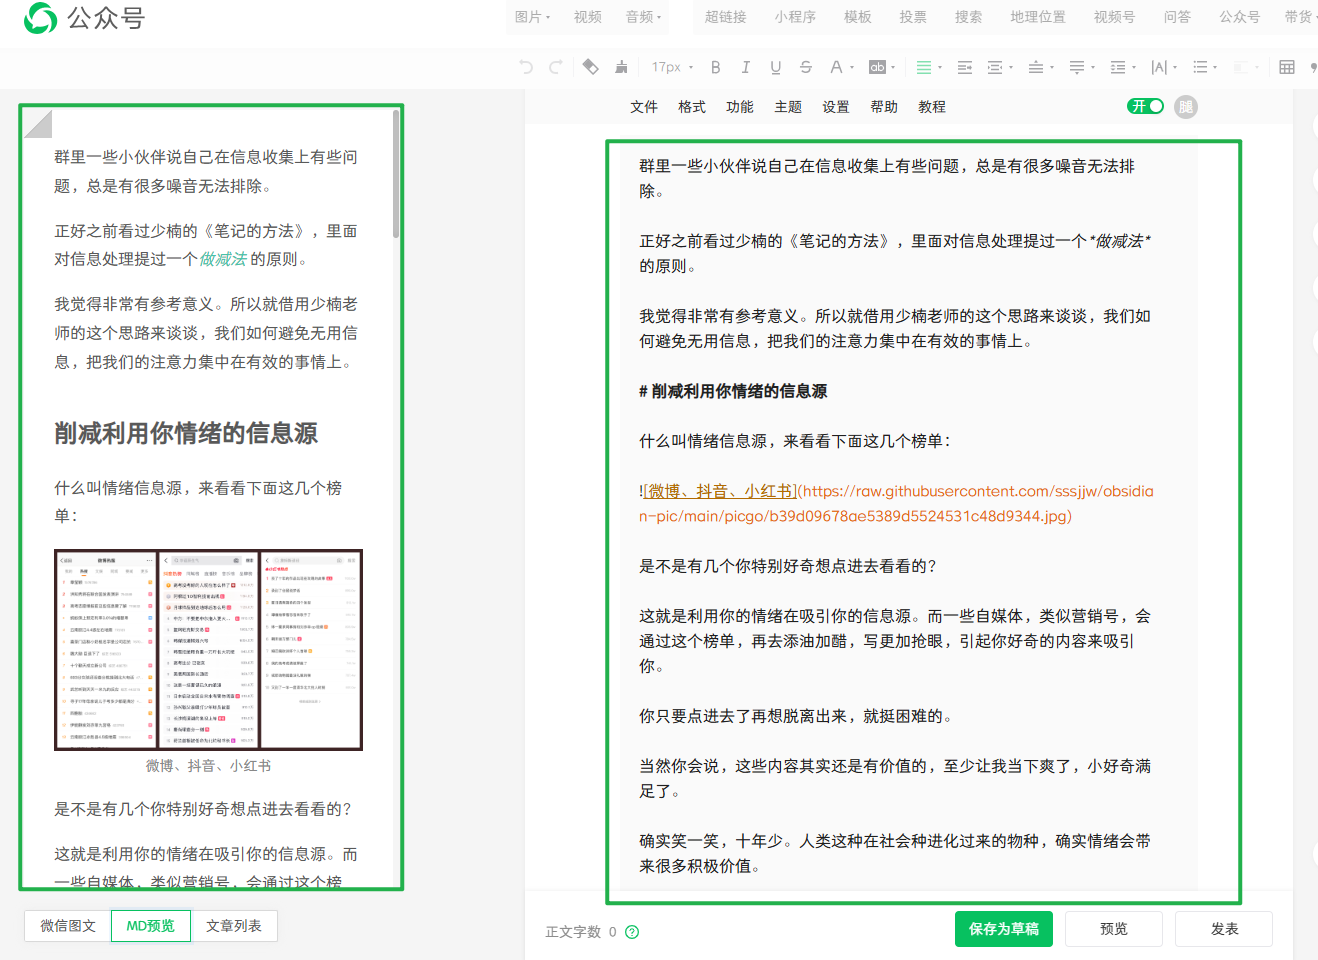 公众号
图片 视频 音频 超链接 小程序 模板 投票 搜索 地理位置 视频号 问答 公众号 带货
17px B I U S A ab |A|
文件 格式 功能 主题 设置 帮助 教程 开 腿
群里一些小伙伴说自己在信息收集上有些问
题，总是有很多噪音无法排除。
正好之前看过少楠的《笔记的方法》，里面
对信息处理提过一个做减法 的原则。
我觉得非常有参考意义。所以就借用少楠老
师的这个思路来谈谈，我们如何避免无用信
息，把我们的注意力集中在有效的事情上。
削减利用你情绪的信息源
什么叫情绪信息源，来看看下面这几个榜
单：
微博、抖音、小红书
是不是有几个你特别好奇想点进去看看的？
这就是利用你的情绪在吸引你的信息源。而
一些自媒体，类似营销号，会通过这个榜
微信图文 MD预览 文章列表
群里一些小伙伴说自己在信息收集上有些问题，总是有很多噪音无法排
除。
正好之前看过少楠的《笔记的方法》，里面对信息处理提过一个*做减法*
的原则。
我觉得非常有参考意义。所以就借用少楠老师的这个思路来谈谈，我们如
何避免无用信息，把我们的注意力集中在有效的事情上。
# 削减利用你情绪的信息源
什么叫情绪信息源，来看看下面这几个榜单：
![微博、抖音、小红书](https://raw.githubusercontent.com/sssjjw/obsidia
n-pic/main/picgo/b39d09678ae5389d5524531c48d9344.jpg)
是不是有几个你特别好奇想点进去看看的？
这就是利用你的情绪在吸引你的信息源。而一些自媒体，类似营销号，会
通过这个榜单，再去添油加醋，写更加抢眼，引起你好奇的内容来吸引
你。
你只要点进去了再想脱离出来，就挺困难的。
当然你会说，这些内容其实还是有价值的，至少让我当下爽了，小好奇满
足了。
确实笑一笑，十年少。人类这种在社会种进化过来的物种，确实情绪会带
来很多积极价值。
正文字数 0 ?
保存为草稿 预览 发表